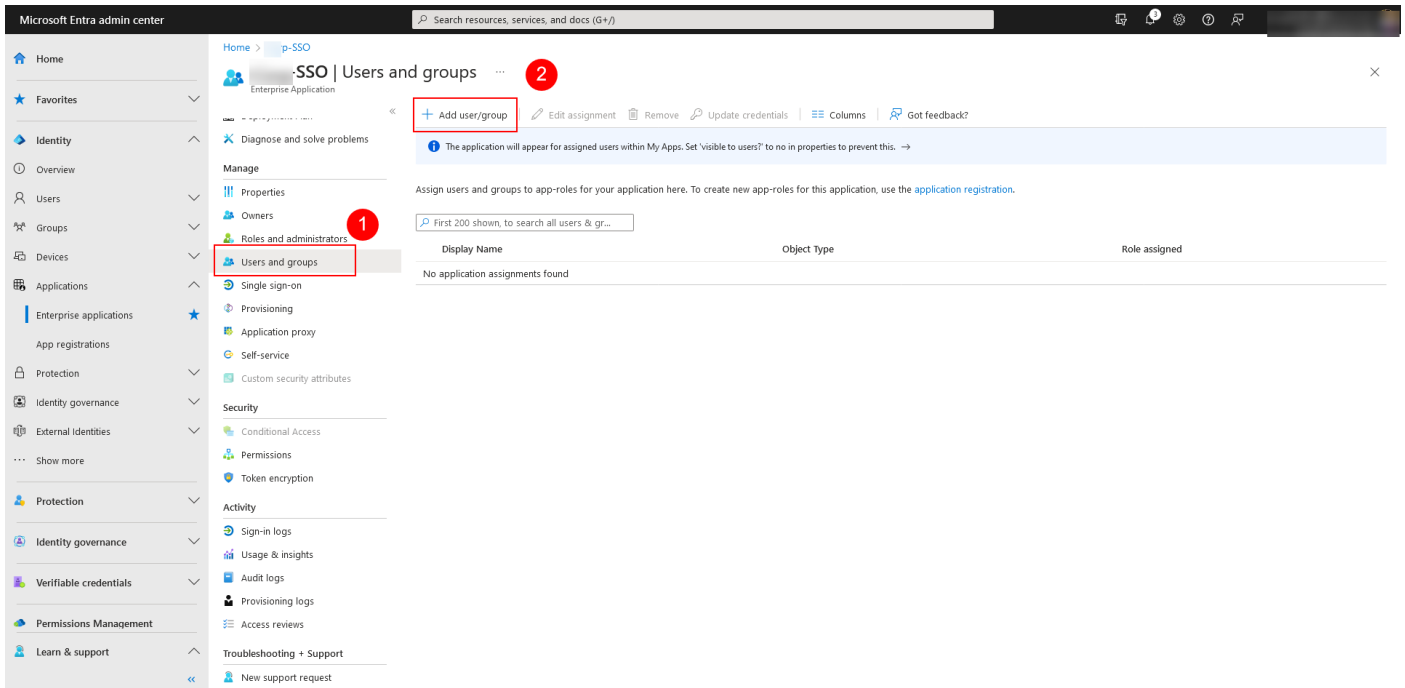 Microsoft Entra admin center
Search resources, services, and docs (G+/)
Home
Favorites
Identity
Overview
Users
Groups
Devices
Applications
Enterprise applications
App registrations
Protection
Identity governance
External Identities
Show more
Protection
Identity governance
Verifiable credentials
Permissions Management
Learn & support
Home > p-SSO
-SSO | Users and groups ...
2
Enterprise Application
Diagnose and solve problems
Manage
Properties
Owners
1
Roles and administrators
Users and groups
Single sign-on
Provisioning
Application proxy
Self-service
Custom security attributes
Security
Conditional Access
Permissions
Token encryption
Activity
Sign-in logs
Usage & insights
Audit logs
Provisioning logs
Access reviews
Troubleshooting + Support
New support request
Add user/group Edit assignment Remove Update credentials Columns Got feedback?
The application will appear for assigned users within My Apps. Set 'visible to users?' to no in properties to prevent this. →
Assign users and groups to app-roles for your application here. To create new app-roles for this application, use the application registration.
First 200 shown, to search all users & gr...
Display Name Object Type Role assigned
No application assignments found